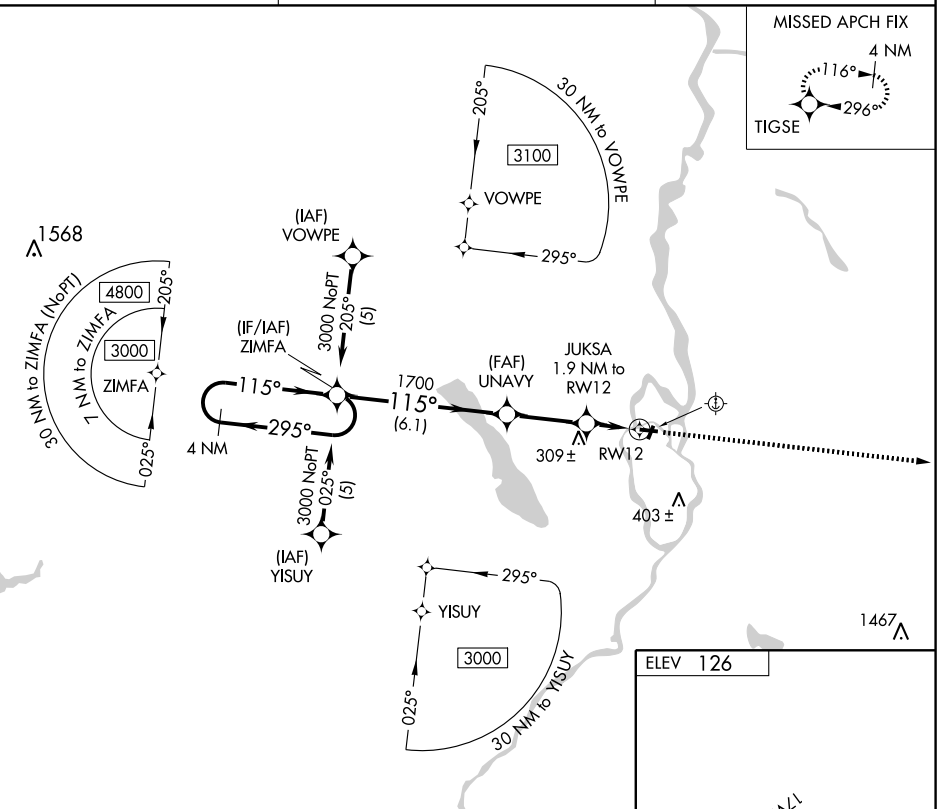 MISSED APCH FIX
4 NM
116°
296°
TIGSE
205°
30 NM to VOWPE
3100
VOWPE
295°
1568
30 NM to ZIMFA (NoPT)
4800
205°
7 NM to ZIMFA
3000
ZIMFA
025°
(IAF)
VOWPE
3000 NoPT
205°
(5)
(IF/IAF)
ZIMFA
115°
295°
4 NM
1700
115°
(6.1)
(FAF)
UNAVY
JUKSA
1.9 NM to
RW12
309 ±
RW12
403 ±
3000 NoPT
025°
(5)
(IAF)
YISUY
295°
YISUY
3000
025°
30 NM to YISUY
1467
ELEV 126